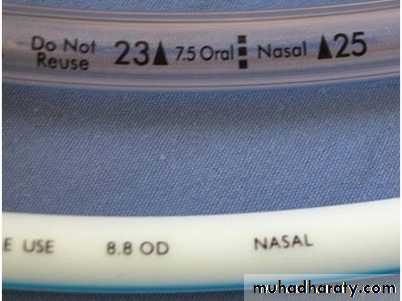 Do Not
Reuse
23 7.5 Oral Nasal 25
E USE 8.8 OD NASAL
muhadharaty.com